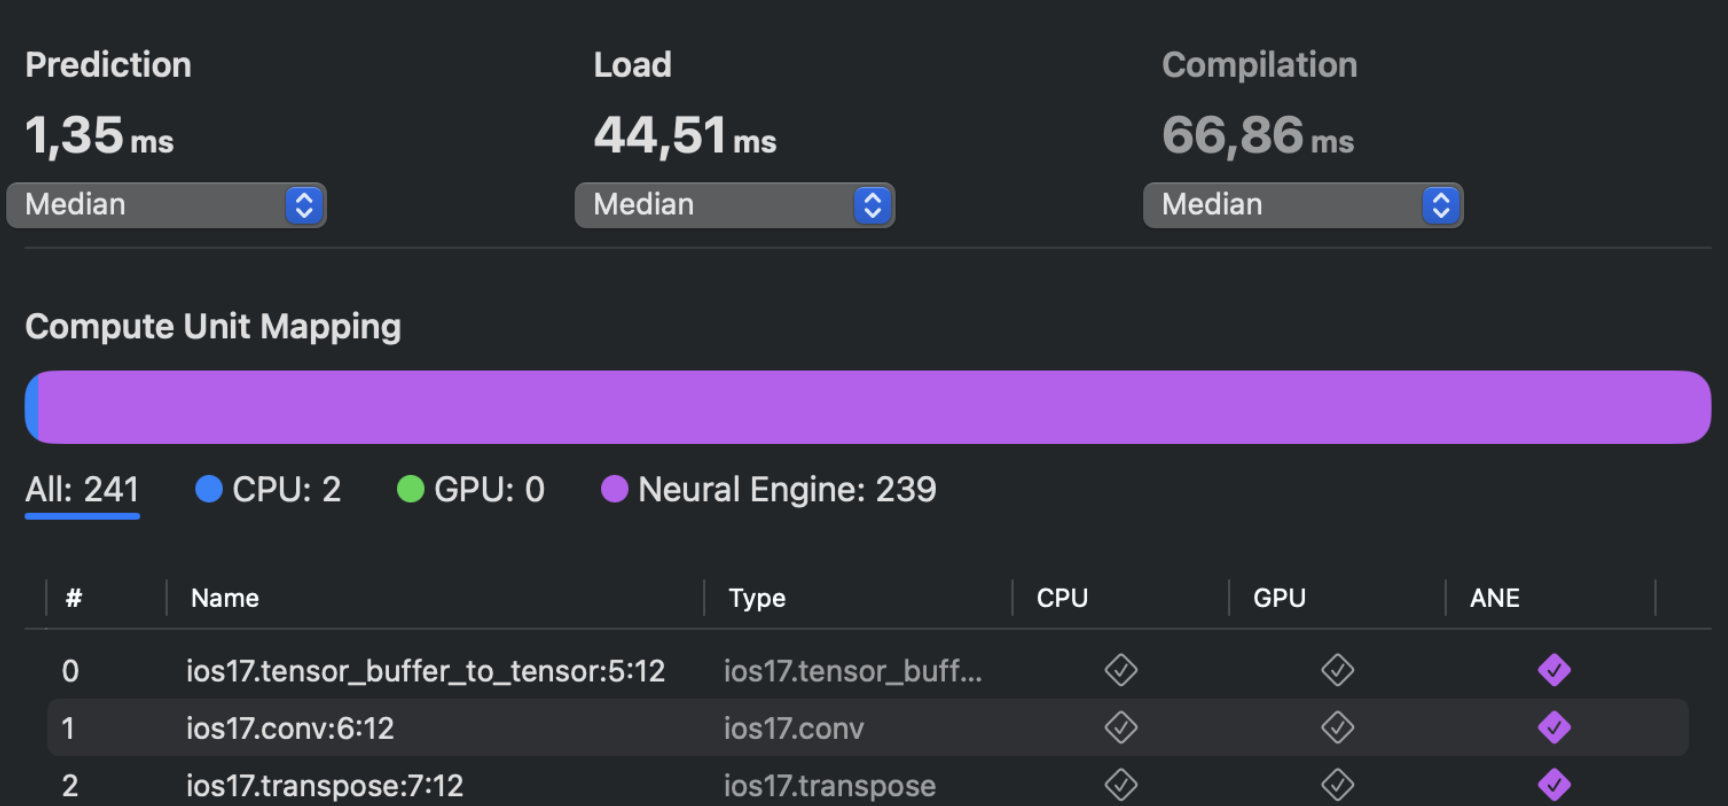 Prediction Load Compilation
1,35 ms 44,51 ms 66,86 ms
Median Median Median
Compute Unit Mapping
All: 241 CPU: 2 GPU: 0 Neural Engine: 239
# Name Type CPU GPU ANE
0 ios17.tensor_buffer_to_tensor:5:12 ios17.tensor_buff...
1 ios17.conv:6:12 ios17.conv
2 ios17.transpose:7:12 ios17.transpose